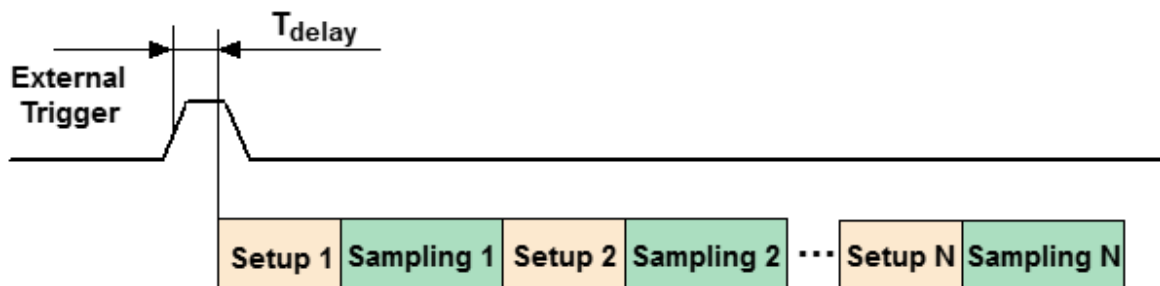 T_delay
External
Trigger
Setup 1 Sampling 1 Setup 2 Sampling 2 ... Setup N Sampling N